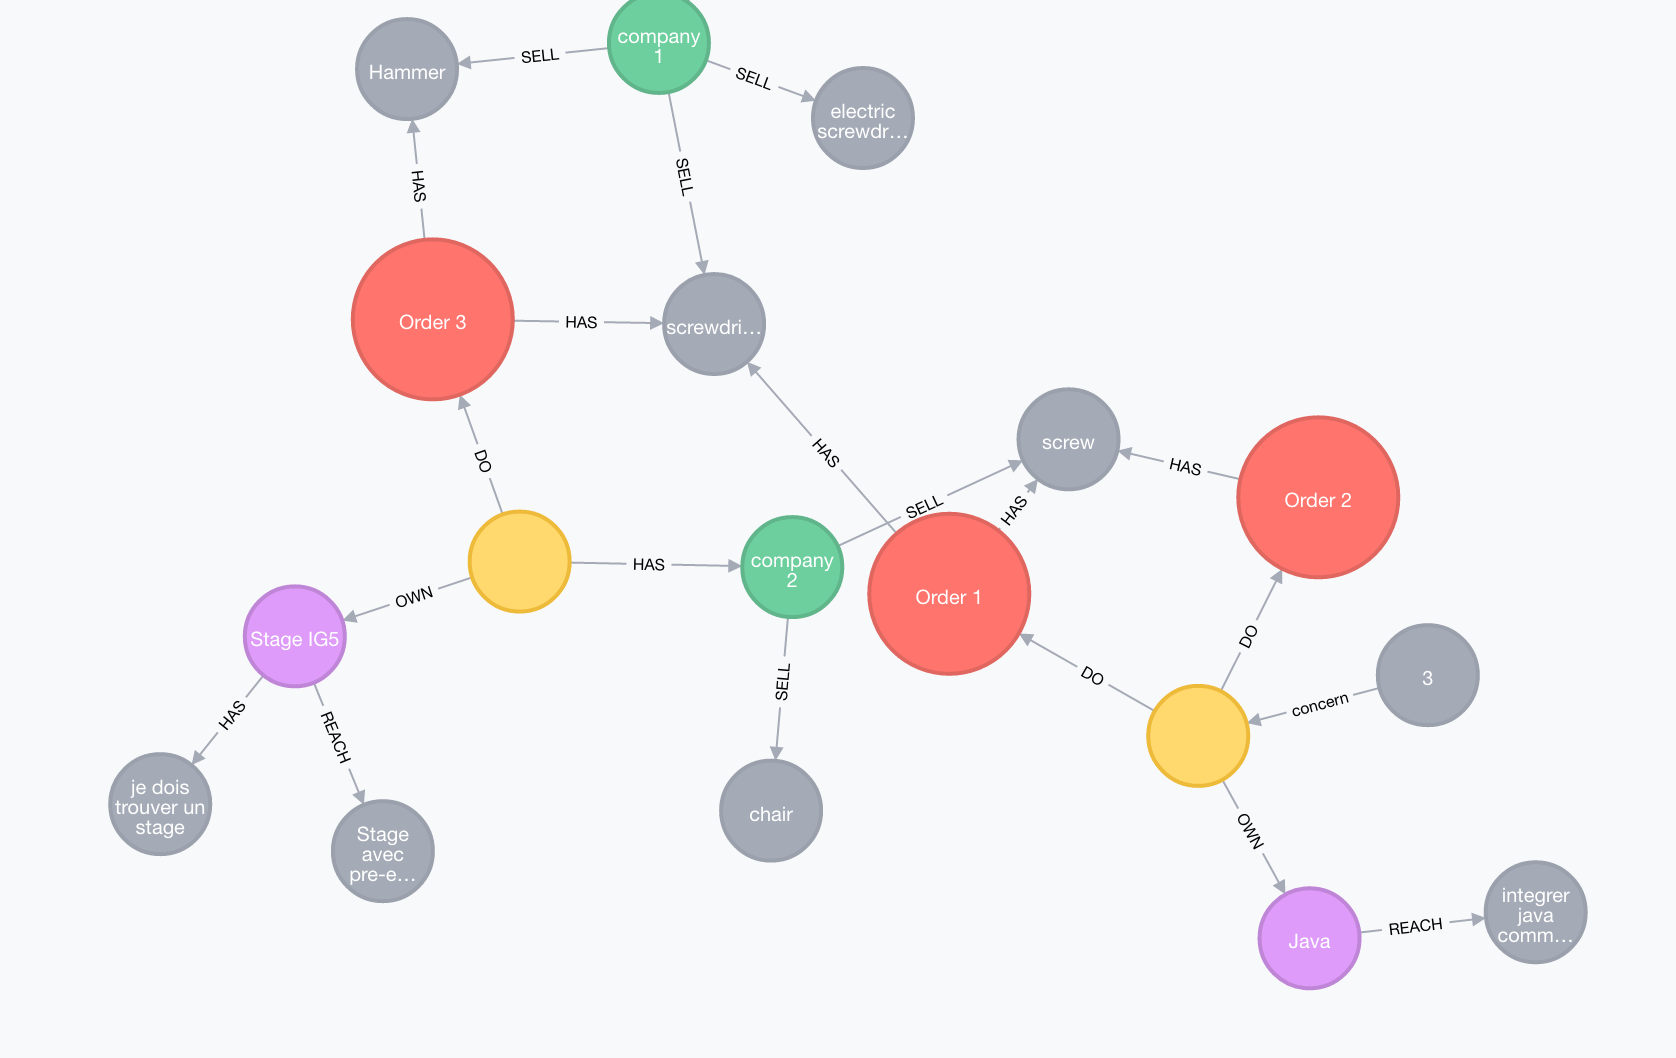 company
1
SELL
Hammer
SELL
electric
screwdr…
SELL
HAS
Order 3
HAS
screwdri…
DO
HAS
screw
HAS
Order 2
SELL
HAS
HAS
company
2
Order 1
OWN
Stage IG5
DO
DO
3
concern
SELL
HAS
REACH
je dois
trouver un
stage
chair
Stage
avec
pre-e…
OWN
Java
REACH
integrer
java
comm…